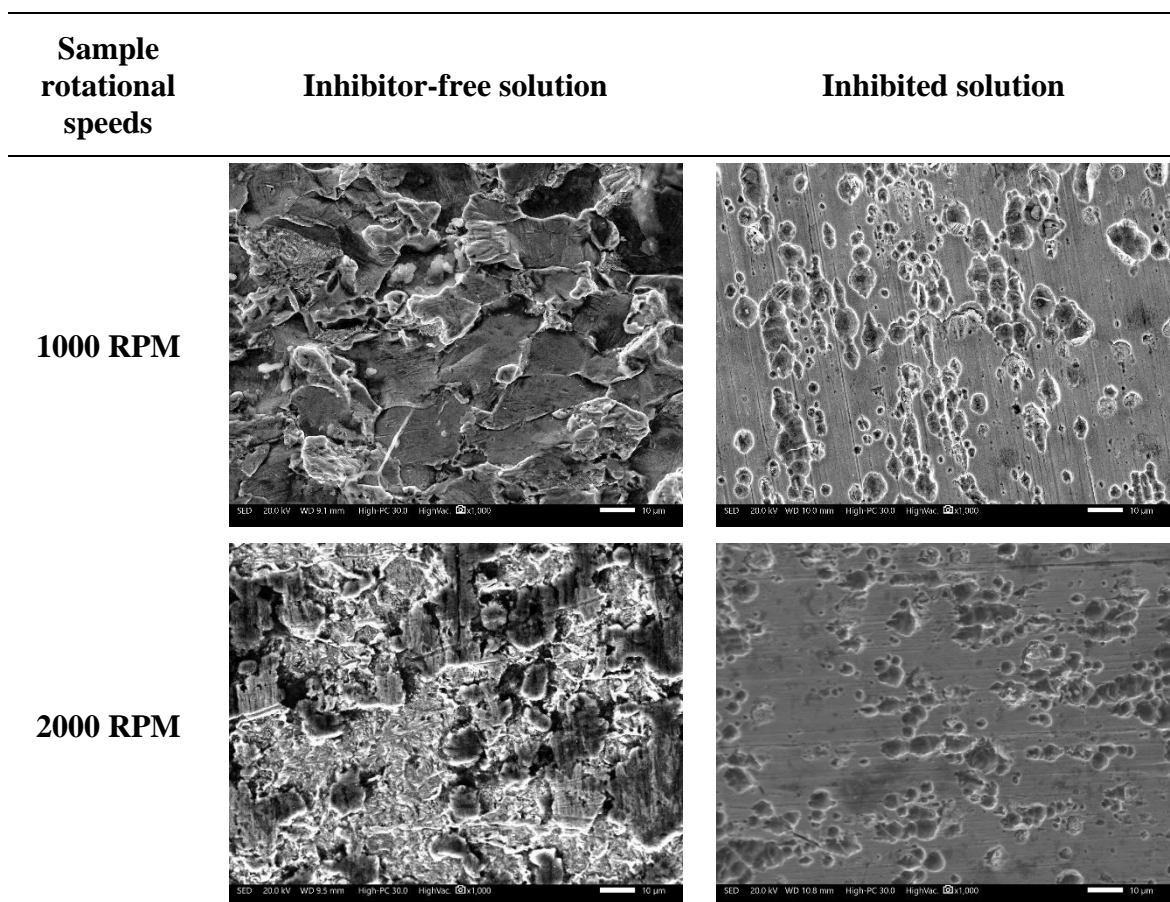 Sample
rotational
speeds
Inhibitor-free solution
Inhibited solution
1000 RPM
SED 20.0 kV WD 9.1 mm High-PC 30.0 HighVac. x1,000 10 µm
SED 20.0 kV WD 10.0 mm High-PC 30.0 HighVac. x1,000 10 µm
2000 RPM
SED 20.0 kV WD 9.5 mm High-PC 30.0 HighVac. x1,000 10 µm
SED 20.0 kV WD 10.8 mm High-PC 30.0 HighVac. x1,000 10 µm